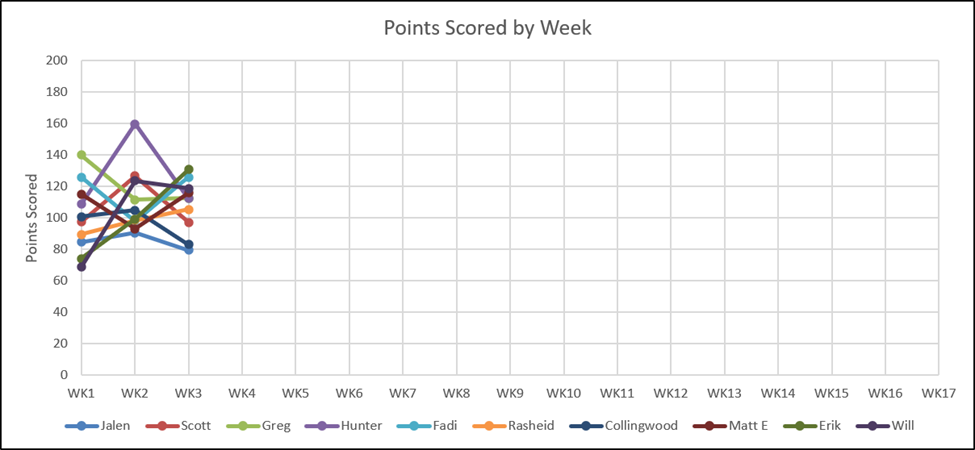 Points Scored by Week
200
180
160
140
120
100
80
60
40
20
0
Points Scored
WK1 WK2 WK3 WK4 WK5 WK6 WK7 WK8 WK9 WK10 WK11 WK12 WK13 WK14 WK15 WK16 WK17
Jalen Scott Greg Hunter Fadi Rasheid Collingwood Matt E Erik Will